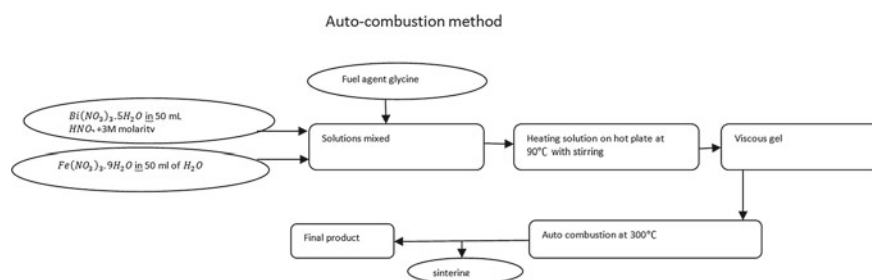 Auto-combustion method
Fuel agent glycine
Bi(NO₃)₃.5H₂O in 50 mL
HNO₃+3M molarity
Fe(NO₃)₃.9H₂O in 50 ml of H₂O
Solutions mixed
Heating solution on hot plate at
90℃ with stirring
Viscous gel
Auto combustion at 300℃
Final product
sintering